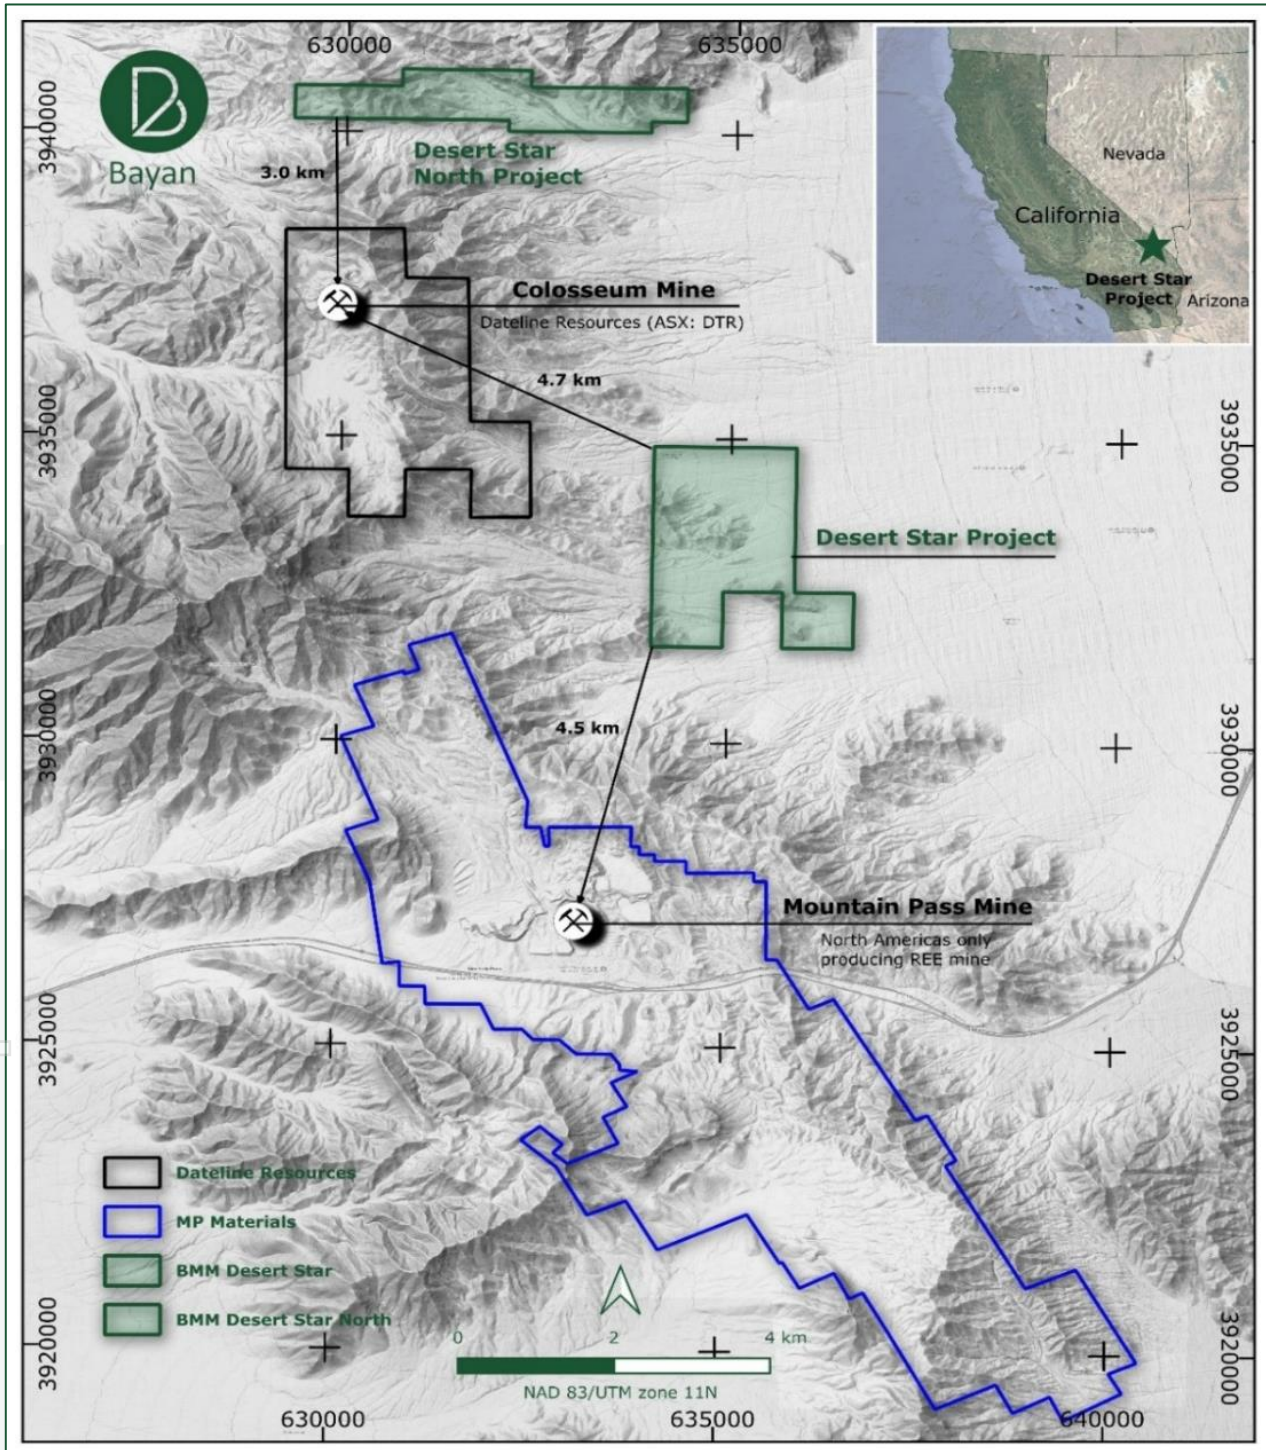 630000
635000
Bayan
3940000
3.0 km
Desert Star
North Project
Nevada
California
Desert Star
Project
Arizona
Colosseum Mine
Dateline Resources (ASX: DTR)
4.7 km
3935000
3935000
Desert Star Project
4.5 km
3930000
3930000
Mountain Pass Mine
North Americas only
producing REE mine
3925000
3925000
Dateline Resources
MP Materials
BMM Desert Star
BMM Desert Star North
0 2 4 km
NAD 83/UTM zone 11N
3920000
3920000
630000
635000
640000